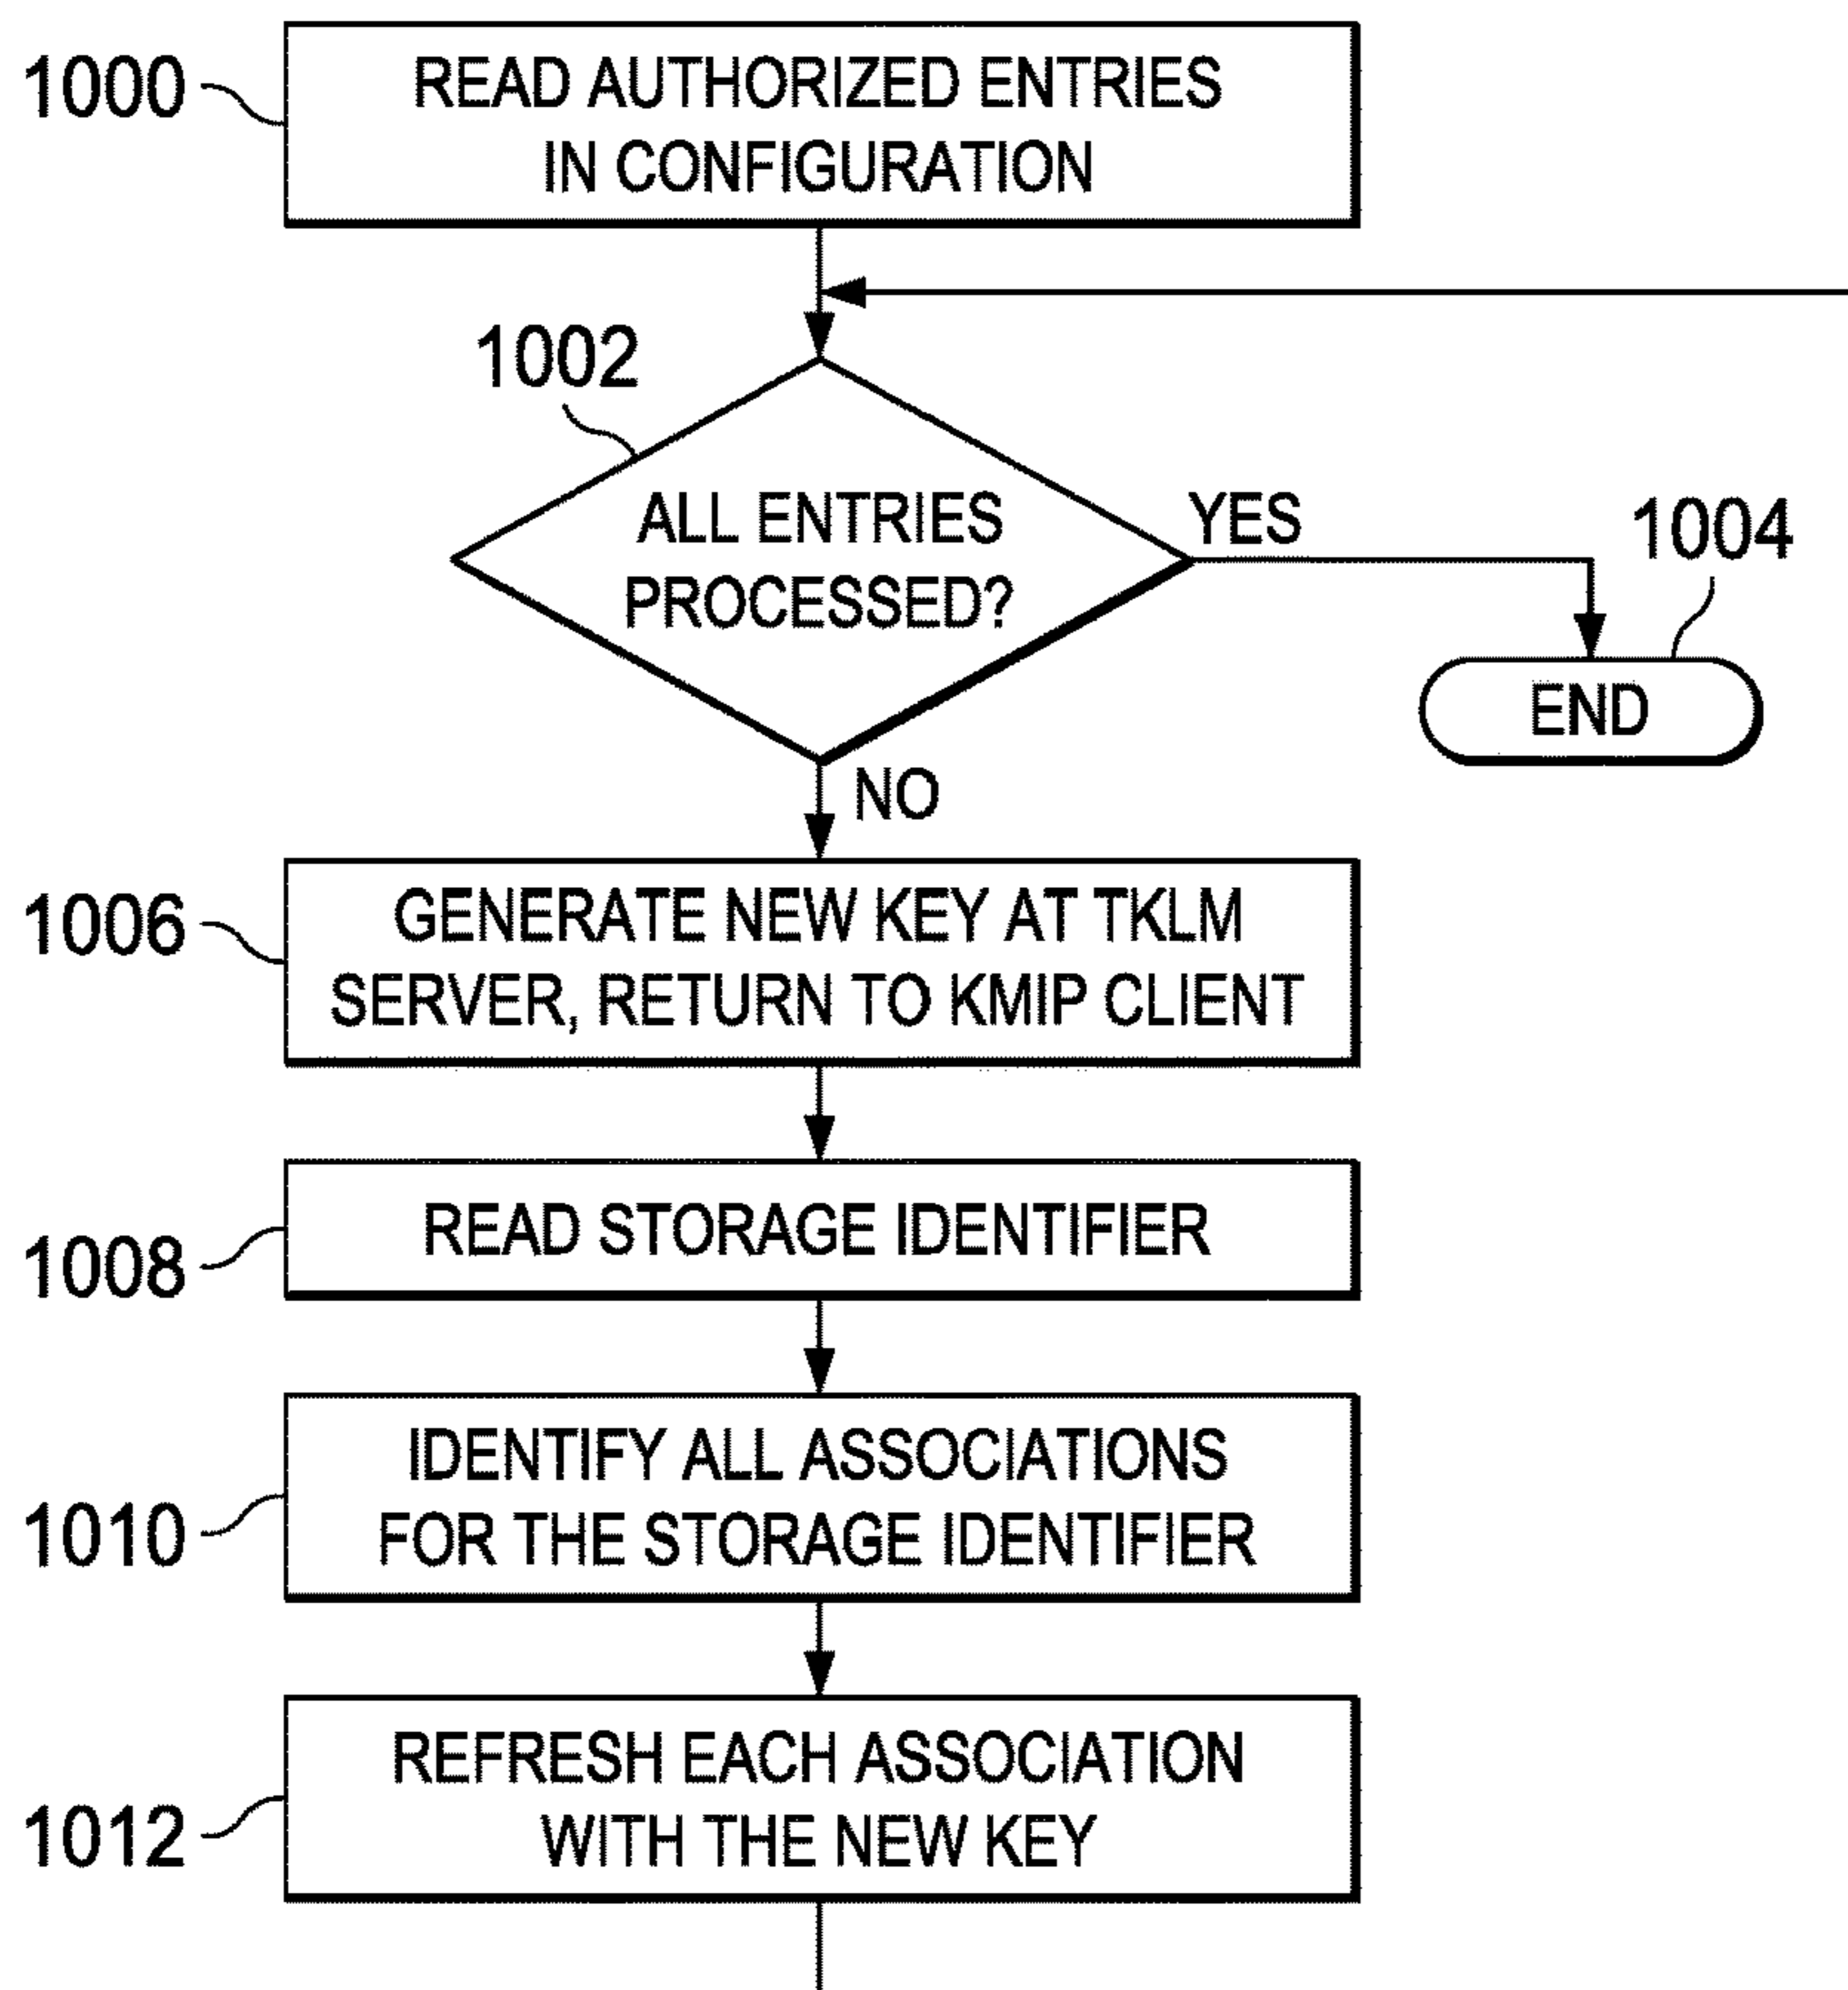 1000
READ AUTHORIZED ENTRIES
IN CONFIGURATION
1002
ALL ENTRIES
PROCESSED?
YES
1004
END
NO
1006
GENERATE NEW KEY AT TKLM
SERVER, RETURN TO KMIP CLIENT
1008
READ STORAGE IDENTIFIER
1010
IDENTIFY ALL ASSOCIATIONS
FOR THE STORAGE IDENTIFIER
1012
REFRESH EACH ASSOCIATION
WITH THE NEW KEY